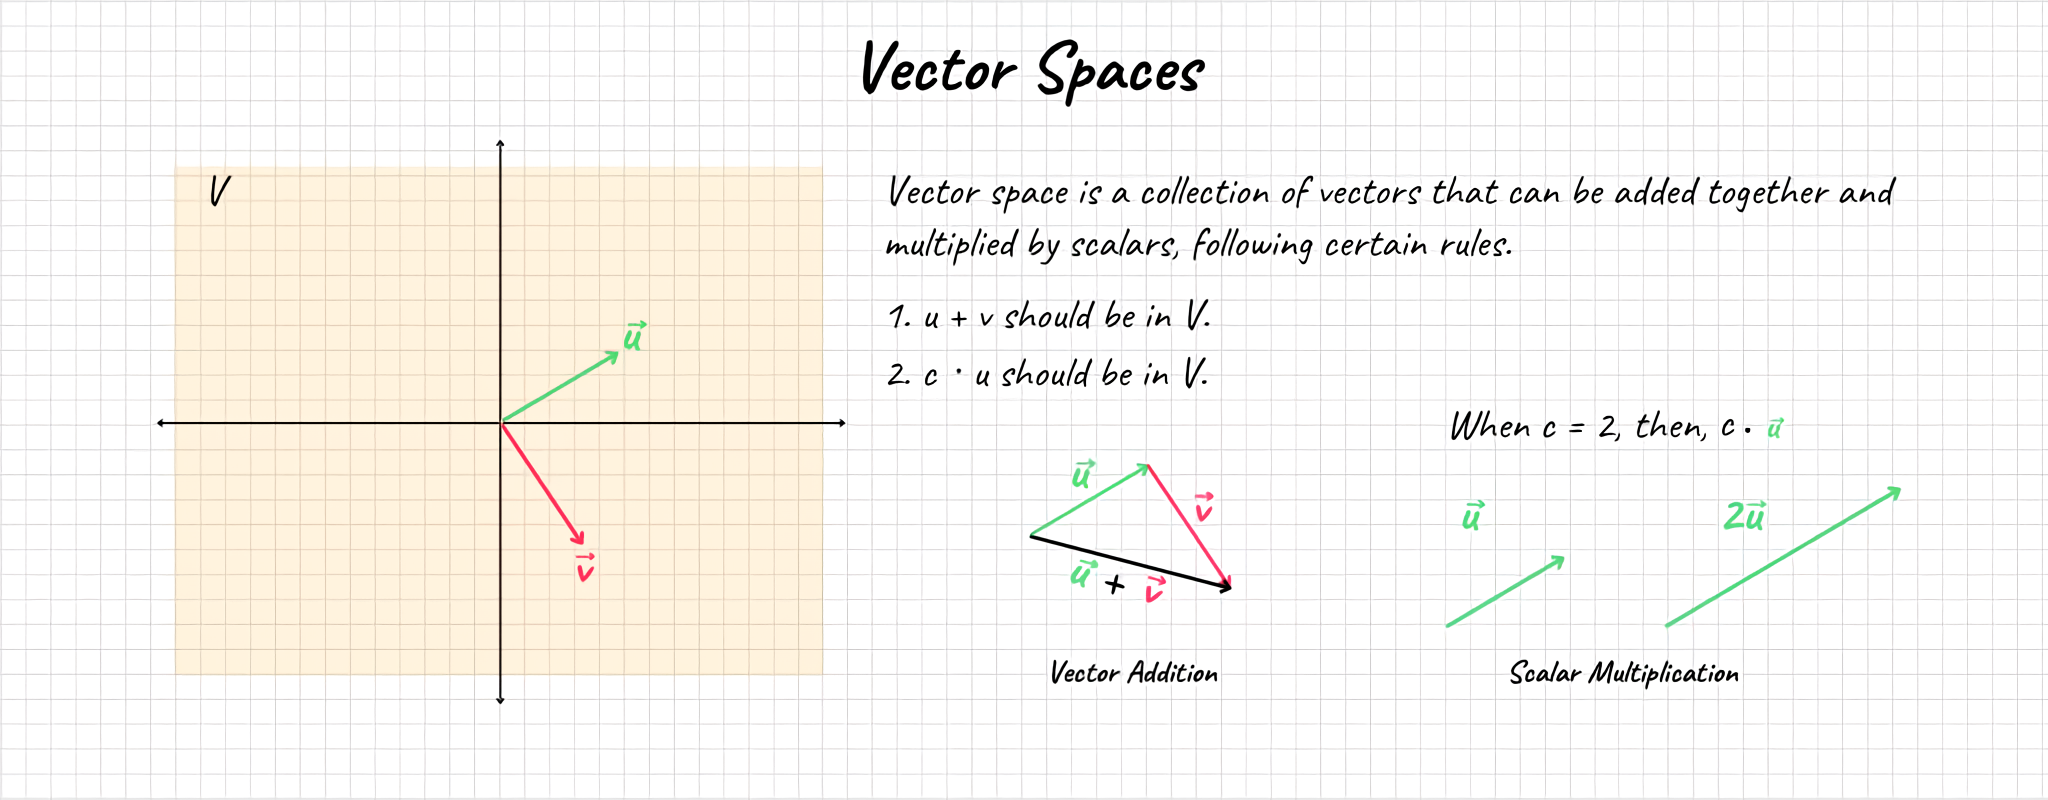 Vector Spaces
V
u⃗
v⃗
Vector space is a collection of vectors that can be added together and
multiplied by scalars, following certain rules.
1. u + v should be in V.
2. c · u should be in V.
u⃗
v⃗
u⃗ + v⃗
Vector Addition
When c = 2, then, c · u⃗
u⃗
2u⃗
Scalar Multiplication